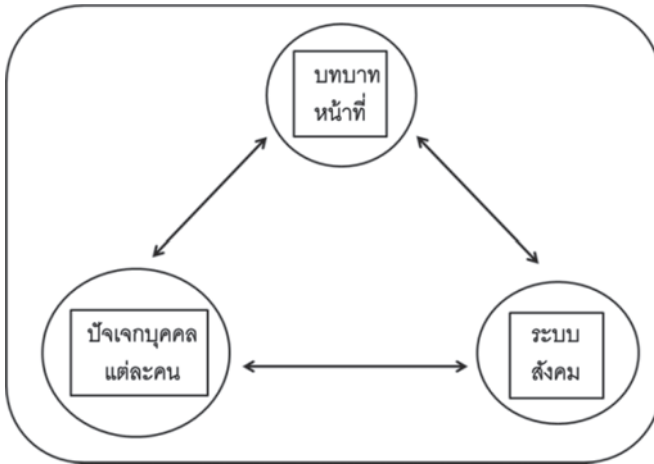 บทบาท
หน้าที่
ปัจเจกบุคคล
แต่ละคน
ระบบ
สังคม